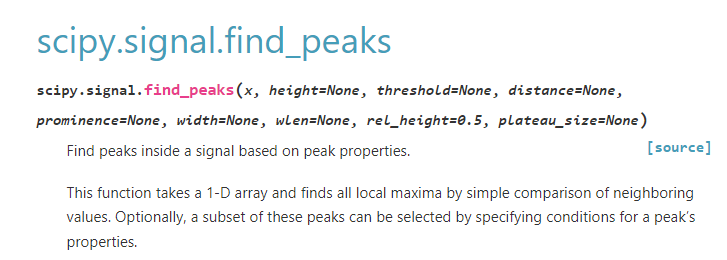 scipy.signal.find_peaks
scipy.signal.find_peaks(x, height=None, threshold=None, distance=None,
prominence=None, width=None, wlen=None, rel_height=0.5, plateau_size=None)
[source]
Find peaks inside a signal based on peak properties.
This function takes a 1-D array and finds all local maxima by simple comparison of neighboring
values. Optionally, a subset of these peaks can be selected by specifying conditions for a peak’s
properties.